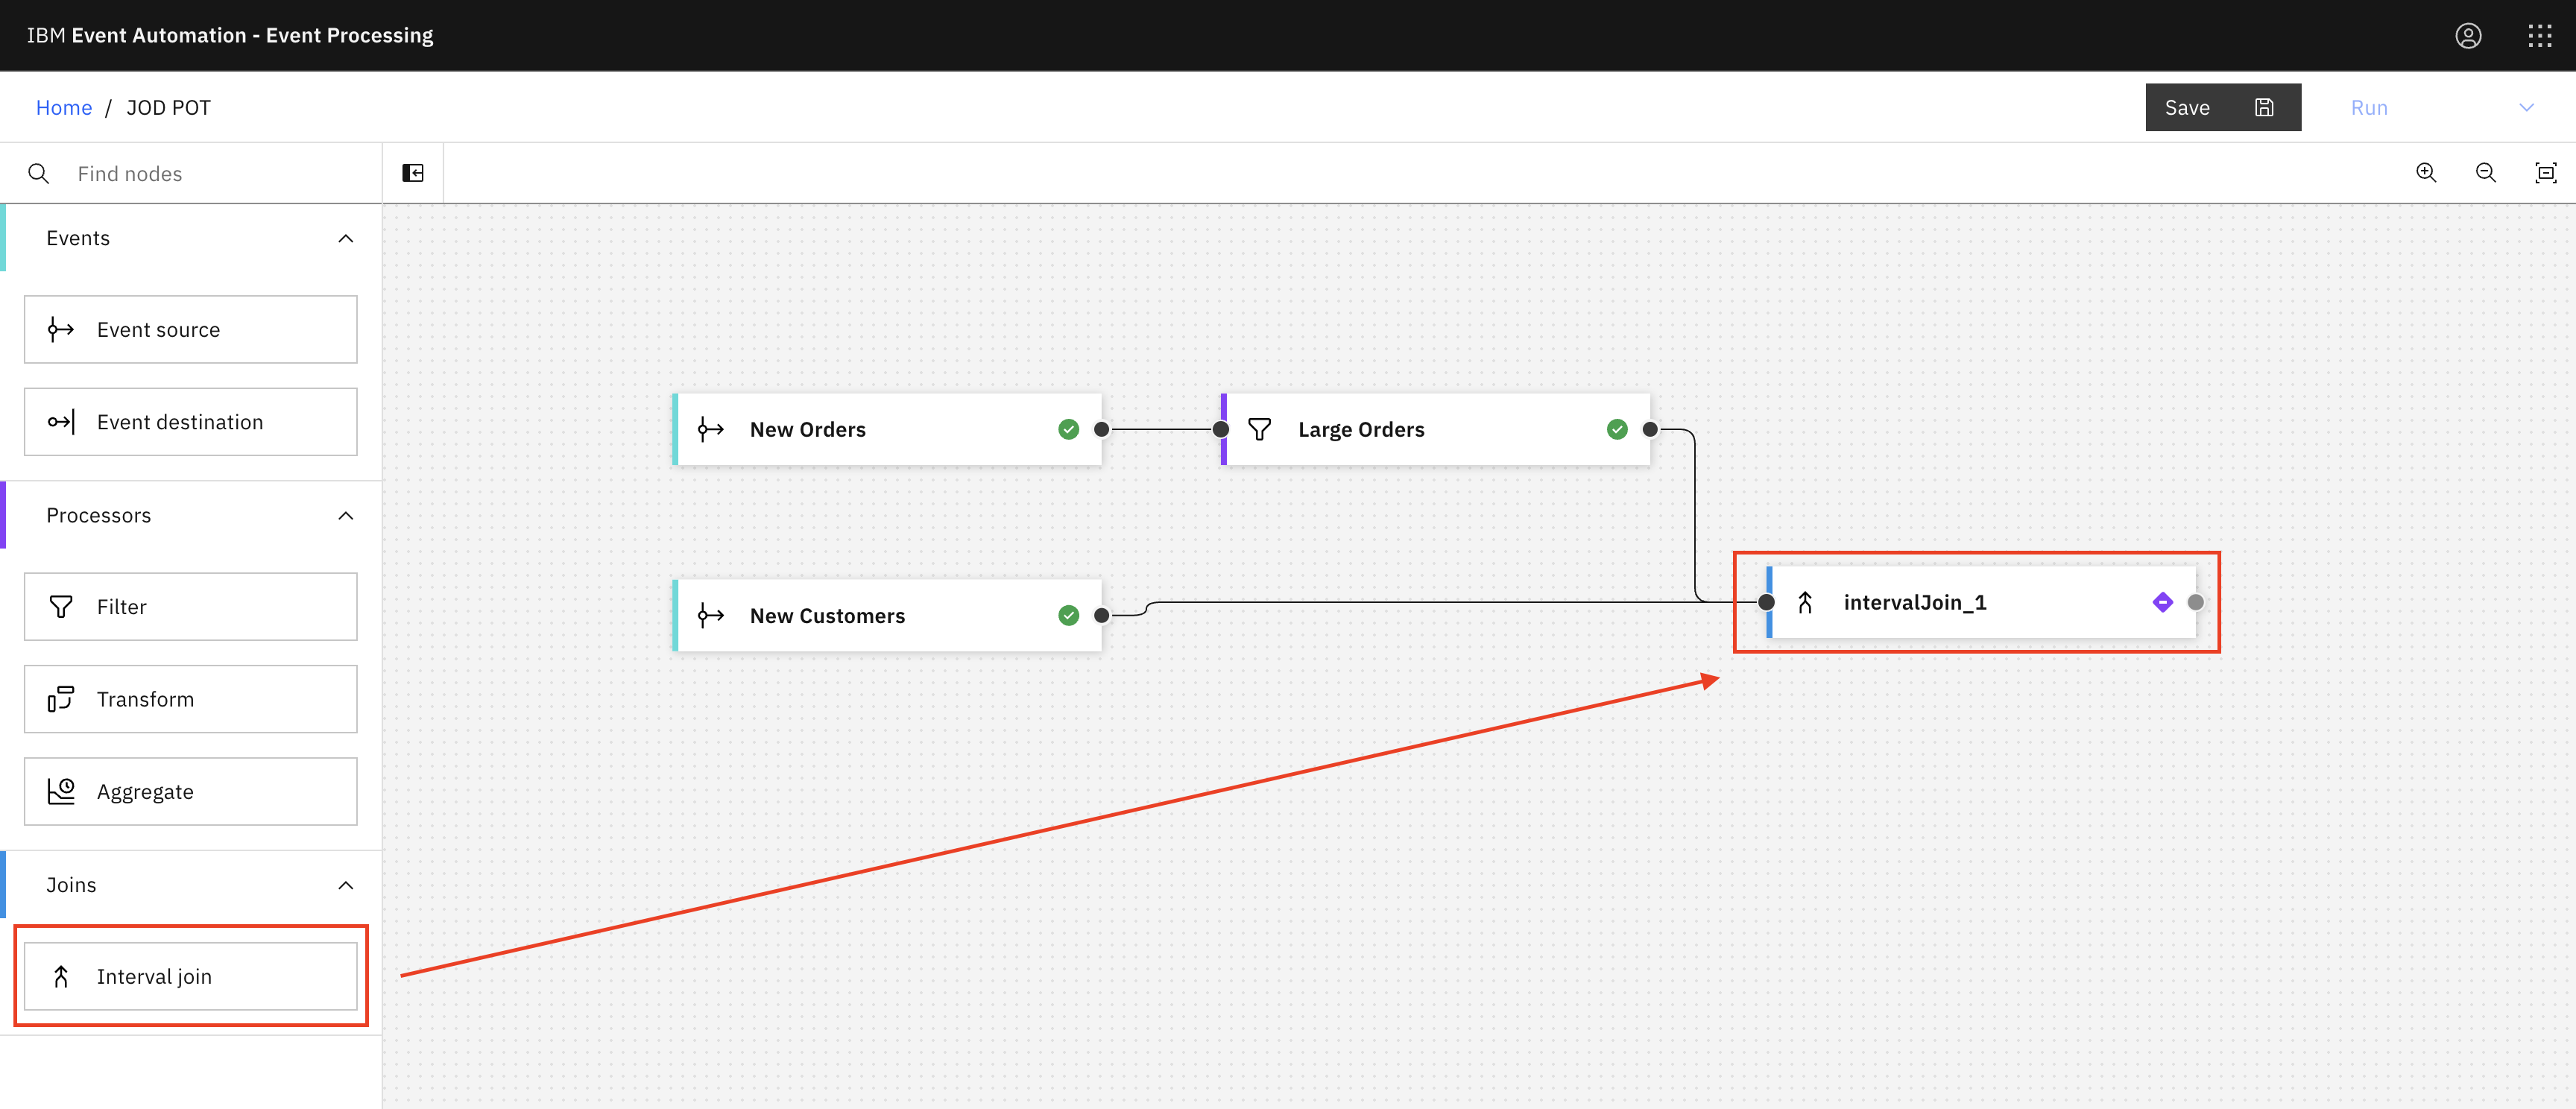 IBM Event Automation - Event Processing
Home / JOD POT
Save
Run
Find nodes
Events
Event source
Event destination
Processors
Filter
Transform
Aggregate
Joins
Interval join
New Orders
Large Orders
New Customers
intervalJoin_1